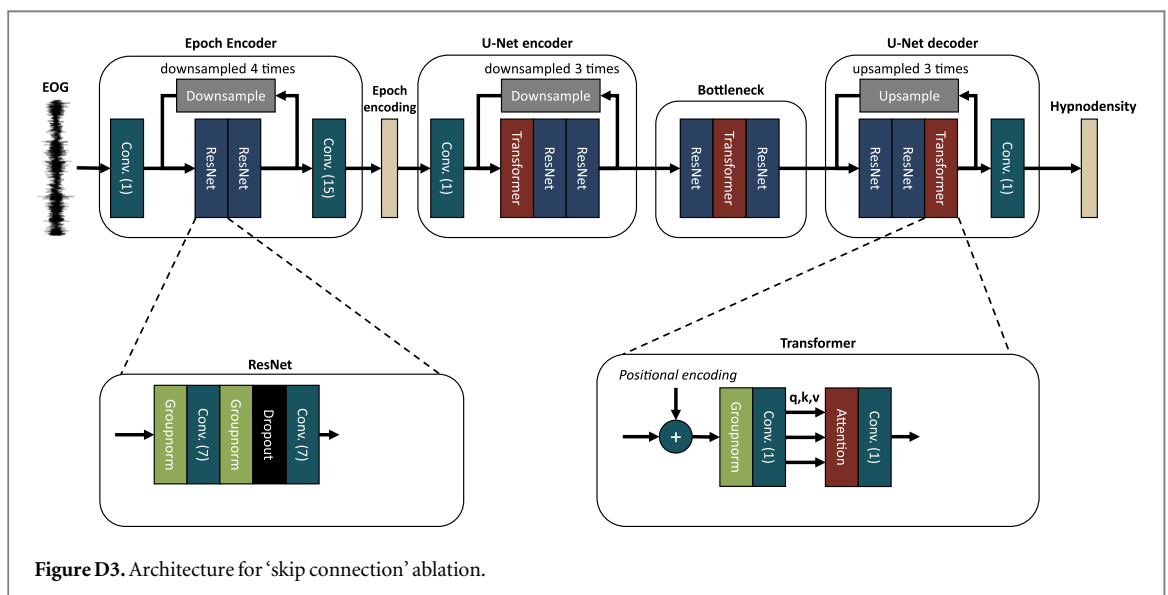 Epoch Encoder
U-Net encoder
U-Net decoder
downsampled 4 times
downsampled 3 times
upsampled 3 times
EOG
Downsample
Epoch
encoding
Downsample
Bottleneck
Upsample
Hypnodensity
Conv. (1)
ResNet
ResNet
Conv. (15)
Conv. (1)
Transformer
ResNet
ResNet
ResNet
Transformer
ResNet
ResNet
ResNet
Transformer
Conv. (1)
ResNet
Groupnorm
Conv. (7)
Groupnorm
Dropout
Conv. (7)
Transformer
Positional encoding
+
Groupnorm
Conv. (1)
q,k,v
Attention
Conv. (1)
Figure D3. Architecture for ‘skip connection’ ablation.